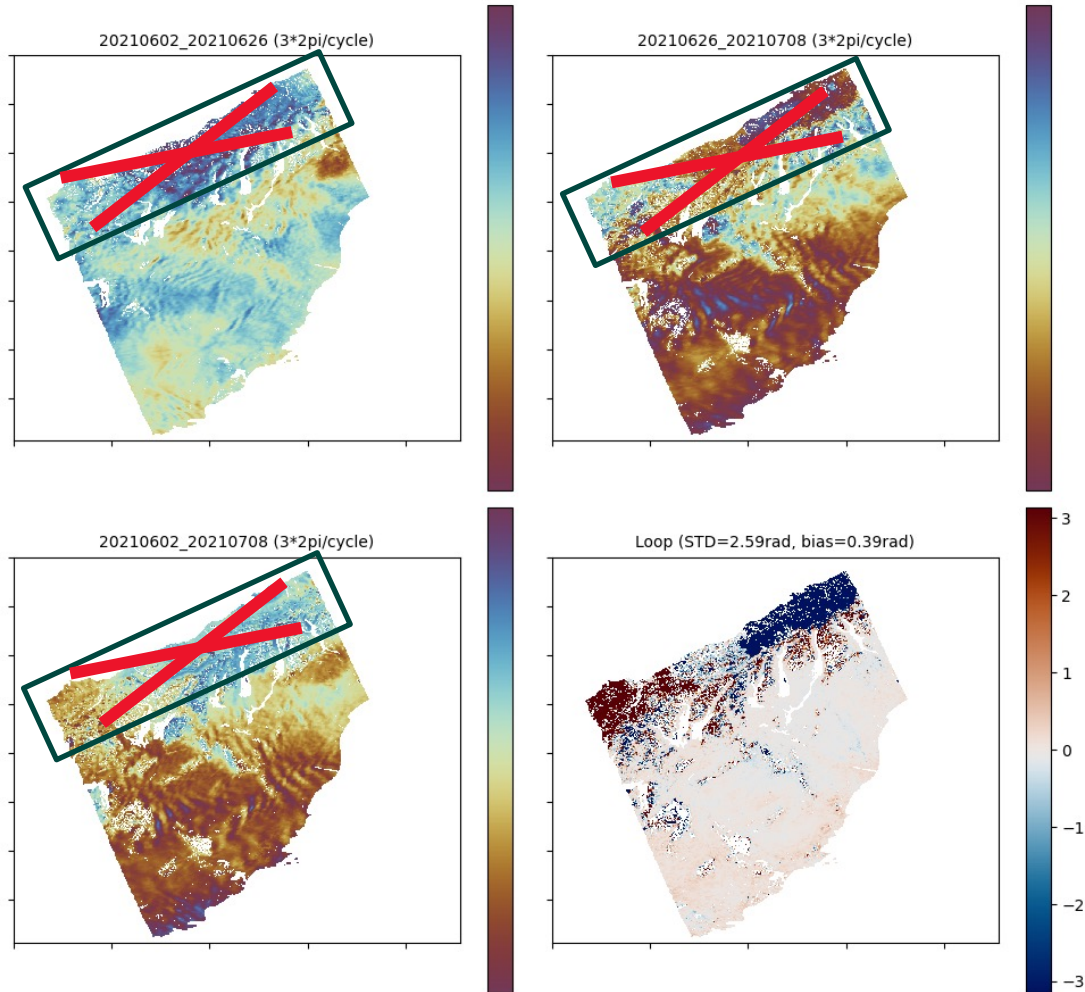 20210602_20210626 (3*2pi/cycle)
20210626_20210708 (3*2pi/cycle)
20210602_20210708 (3*2pi/cycle)
Loop (STD=2.59rad, bias=0.39rad)
3
2
1
0
−1
−2
−3